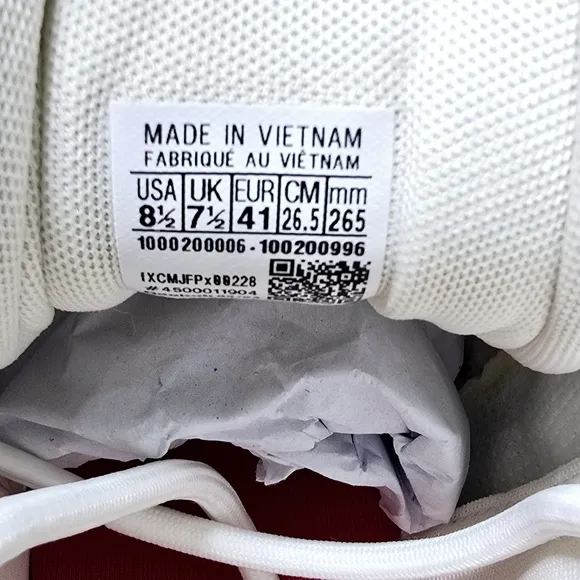 MADE IN VIETNAM
FABRIQUÉ AU VIÊTNAM
USA UK EUR CM mm
8½ 7½ 41 26.5 265
1000200006 - 100200996
IXCMJFPx00228
#4500011904